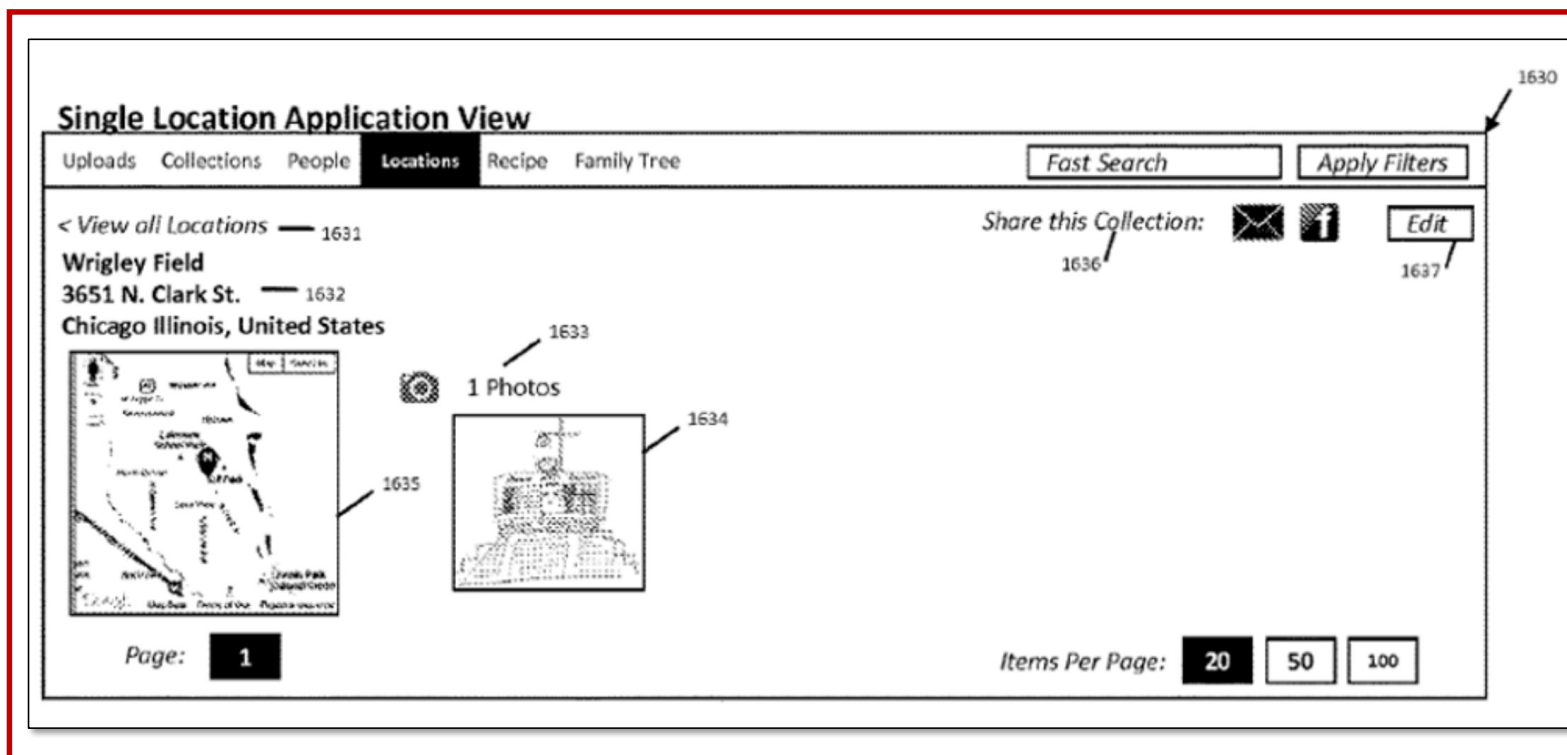 1630
Single Location Application View
Uploads Collections People Locations Recipe Family Tree Fast Search Apply Filters
< View all Locations 1631 Share this Collection: f Edit
Wrigley Field 1636 1637
3651 N. Clark St. 1632
Chicago Illinois, United States
1633
1 Photos
1634
1635
Page: 1 Items Per Page: 20 50 100